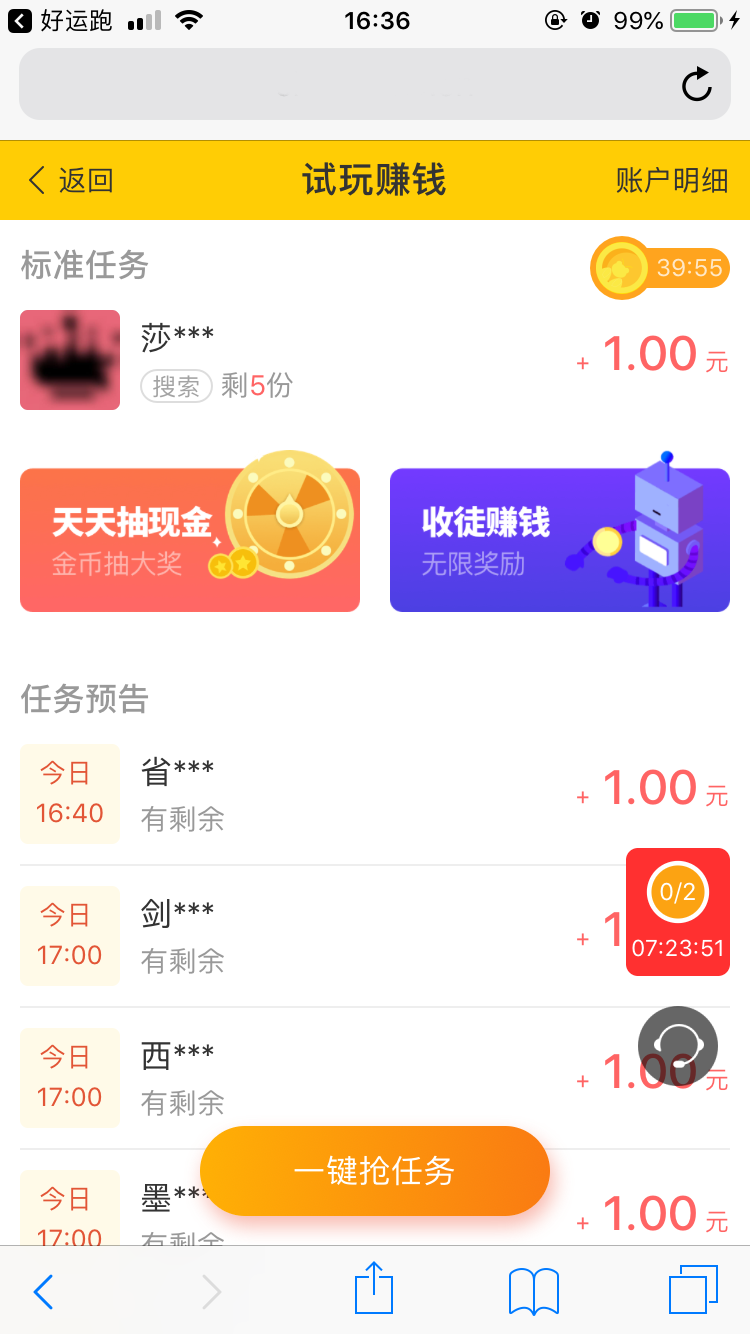 好运跑 16:36 99%
返回 试玩赚钱 账户明细
标准任务 39:55
莎***
搜索 剩5份 + 1.00 元
天天抽现金
金币抽大奖
收徒赚钱
无限奖励
任务预告
今日 16:40
省***
有剩余
+ 1.00 元
今日 17:00
剑***
有剩余
+ 1
0/2
07:23:51
今日 17:00
西***
有剩余
+ 1.00 元
今日 17:00
墨***
有剩余
+ 1.00 元
一键抢任务